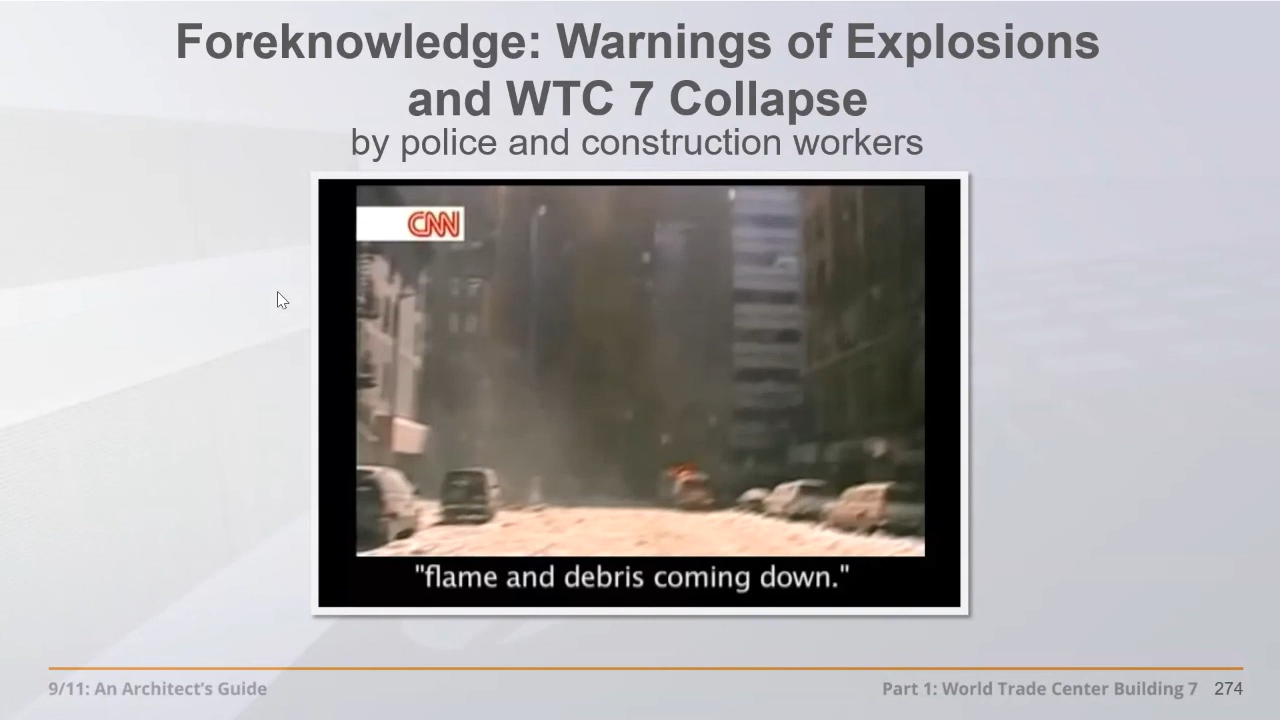 Foreknowledge: Warnings of Explosions
and WTC 7 Collapse
by police and construction workers
CNN
"flame and debris coming down."
9/11: An Architect's Guide
Part 1: World Trade Center Building 7 274